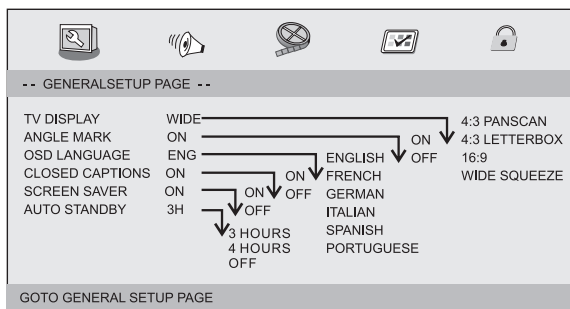 -- GENERALSETUP PAGE --
TV DISPLAY WIDE
ANGLE MARK ON
OSD LANGUAGE ENG
CLOSED CAPTIONS ON
SCREEN SAVER ON
AUTO STANDBY 3H
3 HOURS
4 HOURS
OFF
ON
OFF
ON
OFF
ENGLISH
FRENCH
GERMAN
ITALIAN
SPANISH
PORTUGUESE
ON
OFF
4:3 PANSCAN
4:3 LETTERBOX
16:9
WIDE SQUEEZE
GOTO GENERAL SETUP PAGE